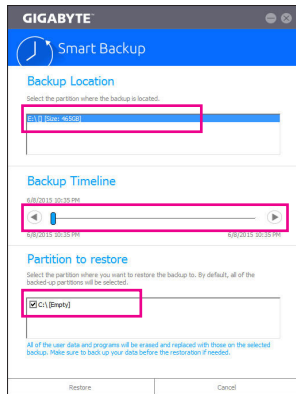 GIGABYTE™
Smart Backup
Backup Location
Select the partition where the backup is located.
E:\ [] [Size: 465GB]
Backup Timeline
6/8/2015 10:35 PM
6/8/2015 10:35 PM 6/8/2015 10:35 PM
Partition to restore
Select the partition where you want to restore the backup to. By default, all of the
backed-up partitions will be selected.
C:\ [Empty]
All of the user data and programs will be erased and replaced with those on the selected
backup. Make sure to back up your data before the restoration if needed.
Restore Cancel